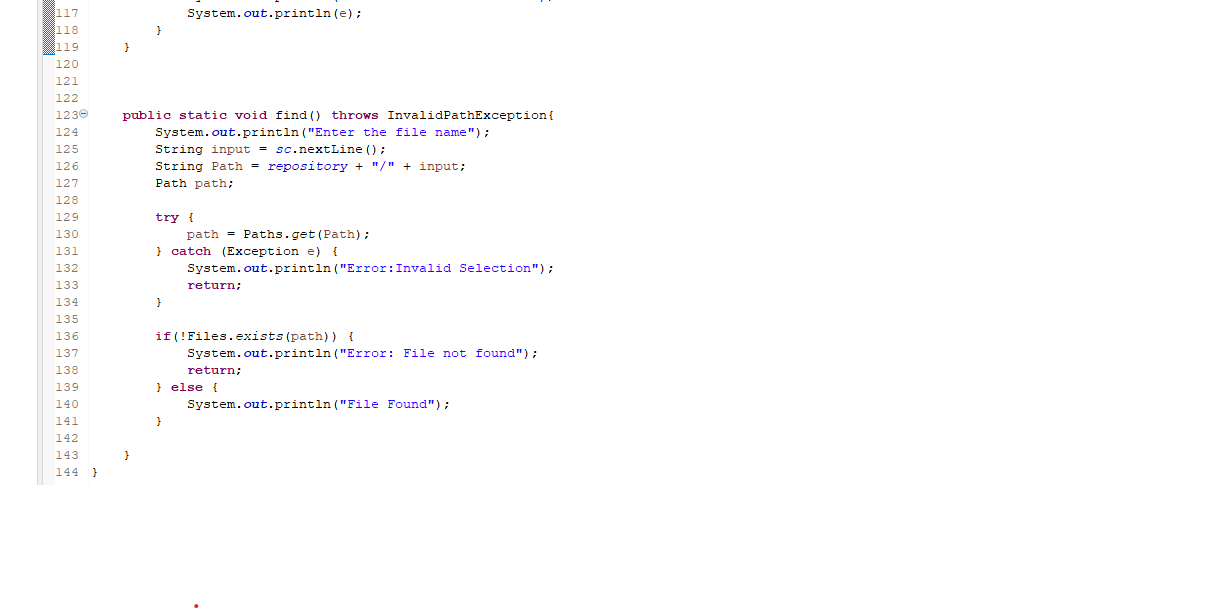 117 System.out.println(e);
118 }
119 }
120
121
122
123 public static void find() throws InvalidPathException{
124 System.out.println("Enter the file name");
125 String input = sc.nextLine();
126 String Path = repository + "/" + input;
127 Path path;
128
129 try {
130 path = Paths.get(Path);
131 } catch (Exception e) {
132 System.out.println("Error:Invalid Selection");
133 return;
134 }
135
136 if(!Files.exists(path)) {
137 System.out.println("Error: File not found");
138 return;
139 } else {
140 System.out.println("File Found");
141 }
142
143 }
144 }